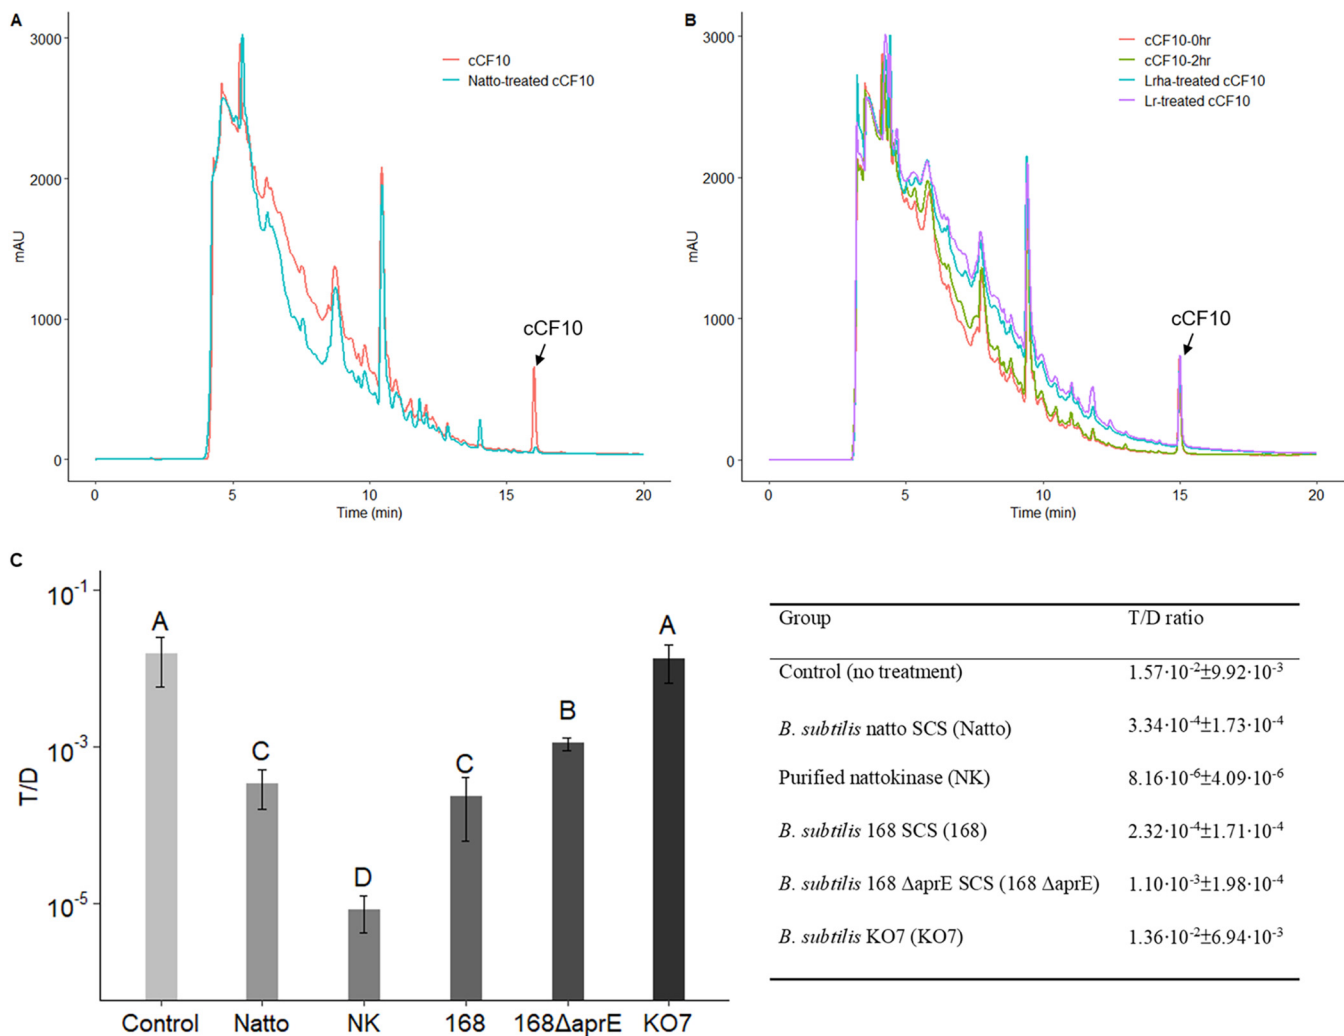 A
3000
2000
1000
0
mAU
0
5
10
15
20
Time (min)
cCF10
Natto-treated cCF10
cCF10
B
3000
2000
1000
0
mAU
0
5
10
15
20
Time (min)
cCF10-0hr
cCF10-2hr
Lrha-treated cCF10
Lr-treated cCF10
cCF10
C
10⁻¹
10⁻³
10⁻⁵
T/D
A
C
D
C
B
A
Control Natto NK 168 168ΔaprE KO7
Group T/D ratio
Control (no treatment) 1.57·10⁻²±9.92·10⁻³
B. subtilis natto SCS (Natto) 3.34·10⁻⁴±1.73·10⁻⁴
Purified nattokinase (NK) 8.16·10⁻⁶±4.09·10⁻⁶
B. subtilis 168 SCS (168) 2.32·10⁻⁴±1.71·10⁻⁴
B. subtilis 168 ΔaprE SCS (168 ΔaprE) 1.10·10⁻³±1.98·10⁻⁴
B. subtilis KO7 (KO7) 1.36·10⁻²±6.94·10⁻³